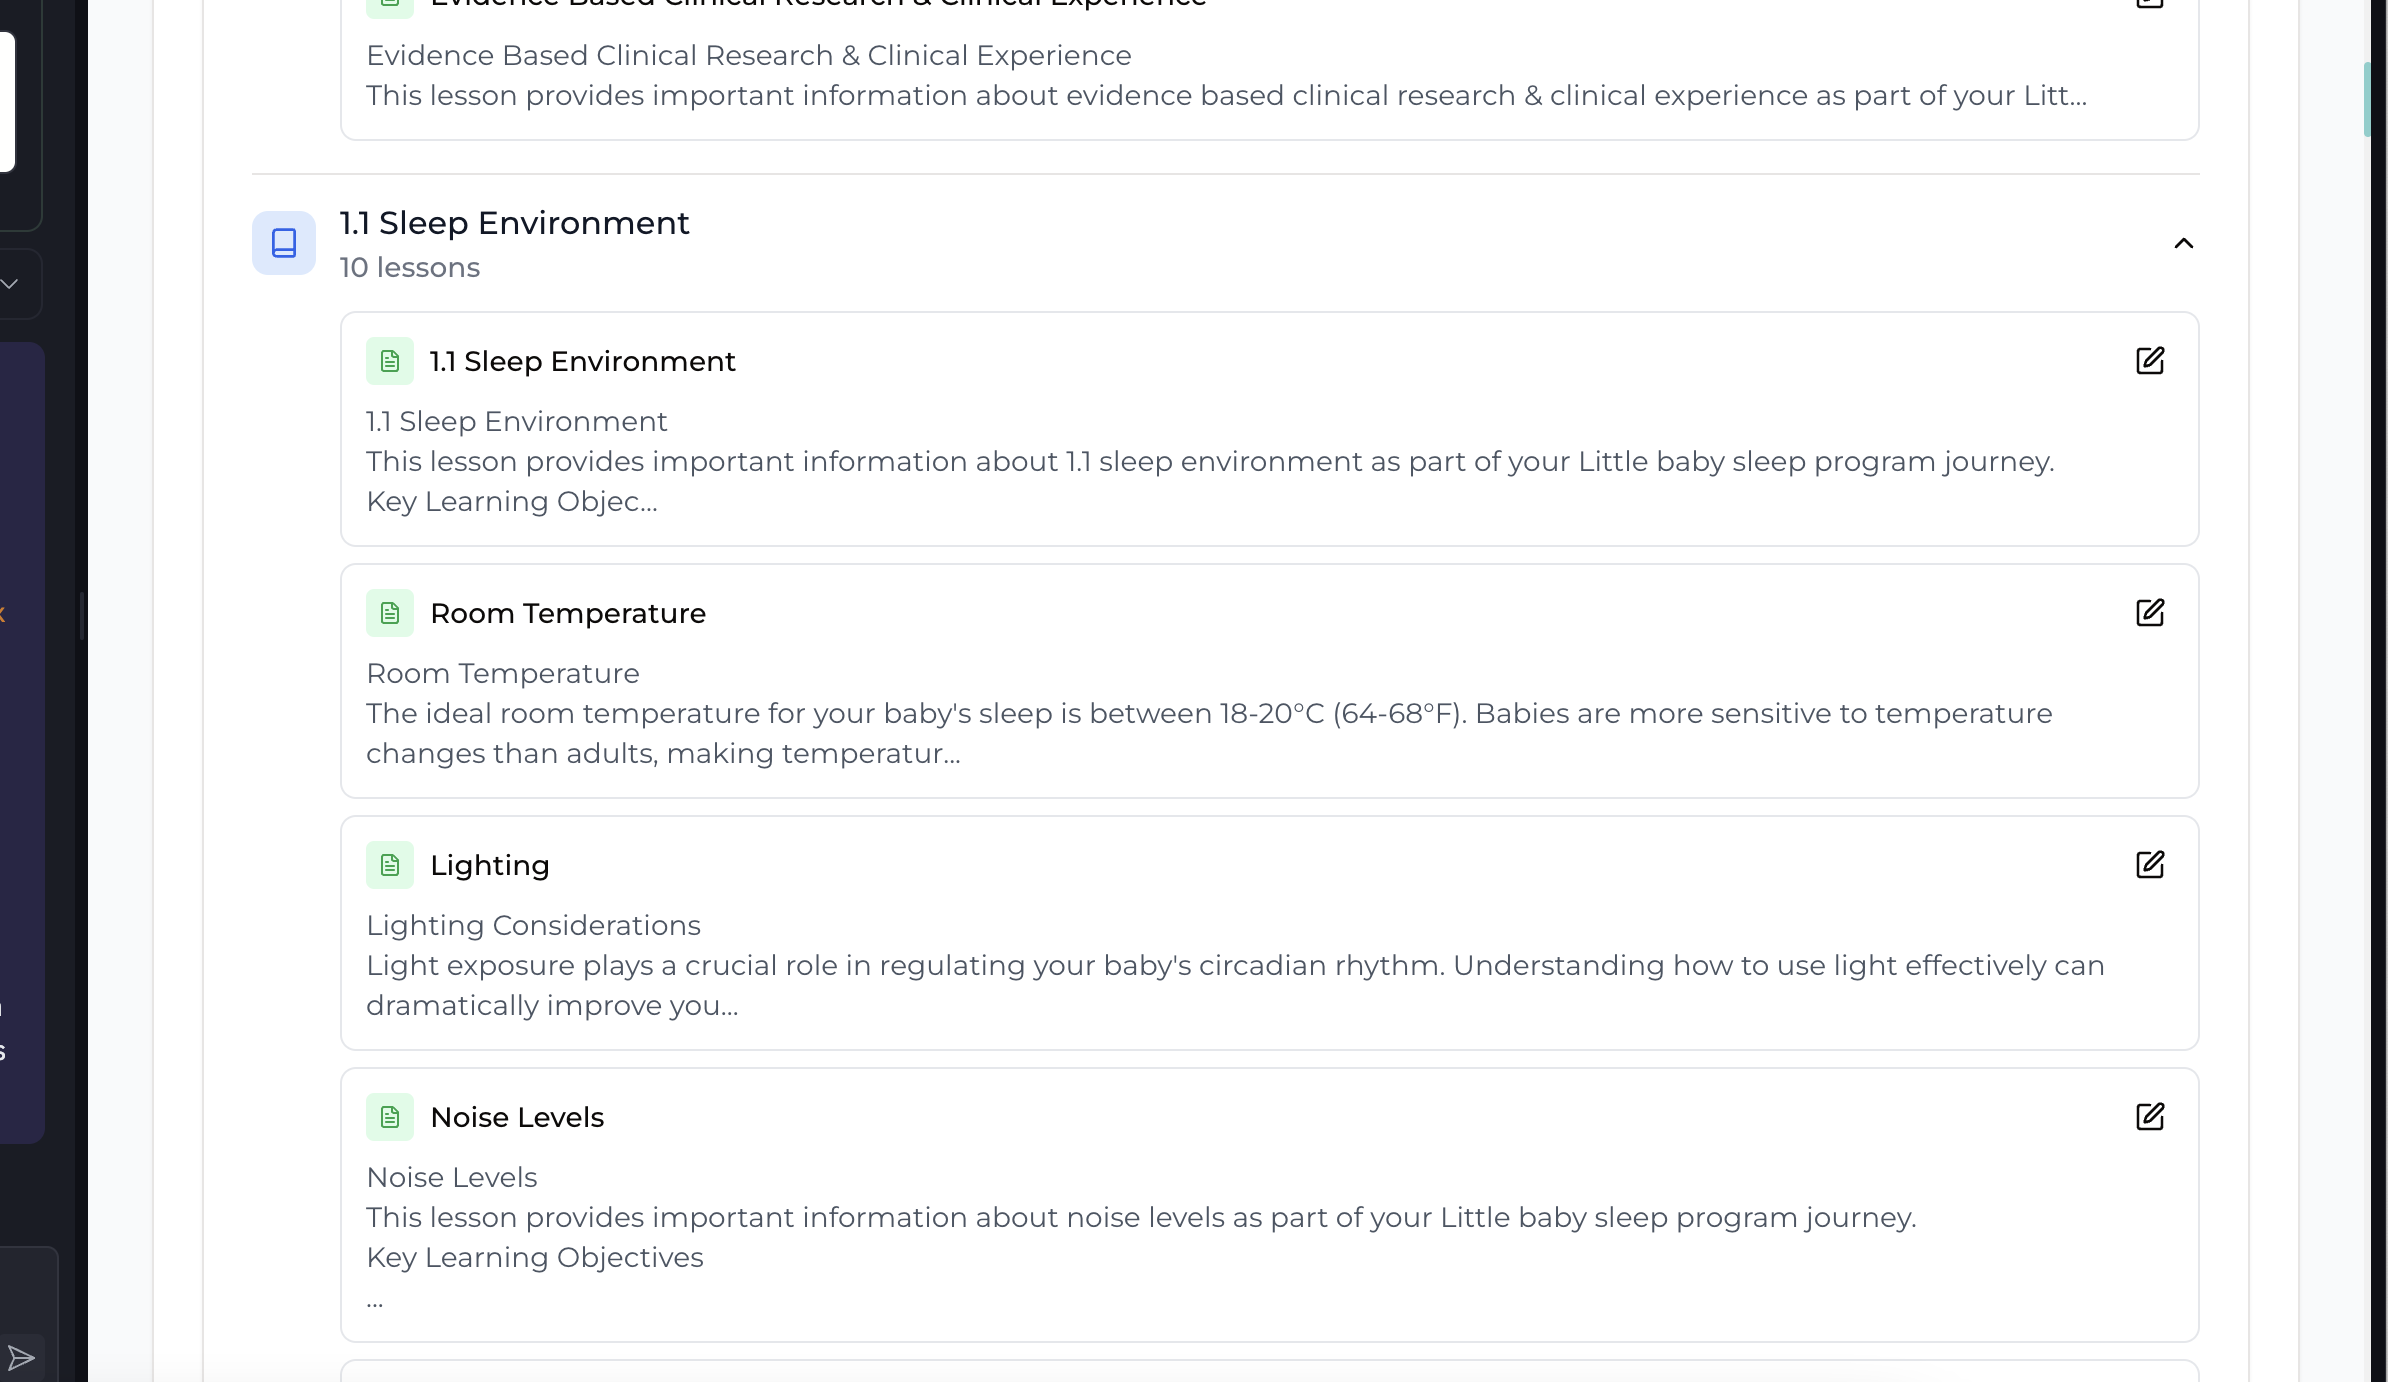 Evidence Based Clinical Research & Clinical Experience
Evidence Based Clinical Research & Clinical Experience
This lesson provides important information about evidence based clinical research & clinical experience as part of your Litt...
1.1 Sleep Environment
10 lessons
1.1 Sleep Environment
1.1 Sleep Environment
This lesson provides important information about 1.1 sleep environment as part of your Little baby sleep program journey.
Key Learning Objec...
Room Temperature
Room Temperature
The ideal room temperature for your baby's sleep is between 18-20°C (64-68°F). Babies are more sensitive to temperature
changes than adults, making temperatur...
Lighting
Lighting Considerations
Light exposure plays a crucial role in regulating your baby's circadian rhythm. Understanding how to use light effectively can
dramatically improve you...
Noise Levels
Noise Levels
This lesson provides important information about noise levels as part of your Little baby sleep program journey.
Key Learning Objectives
...